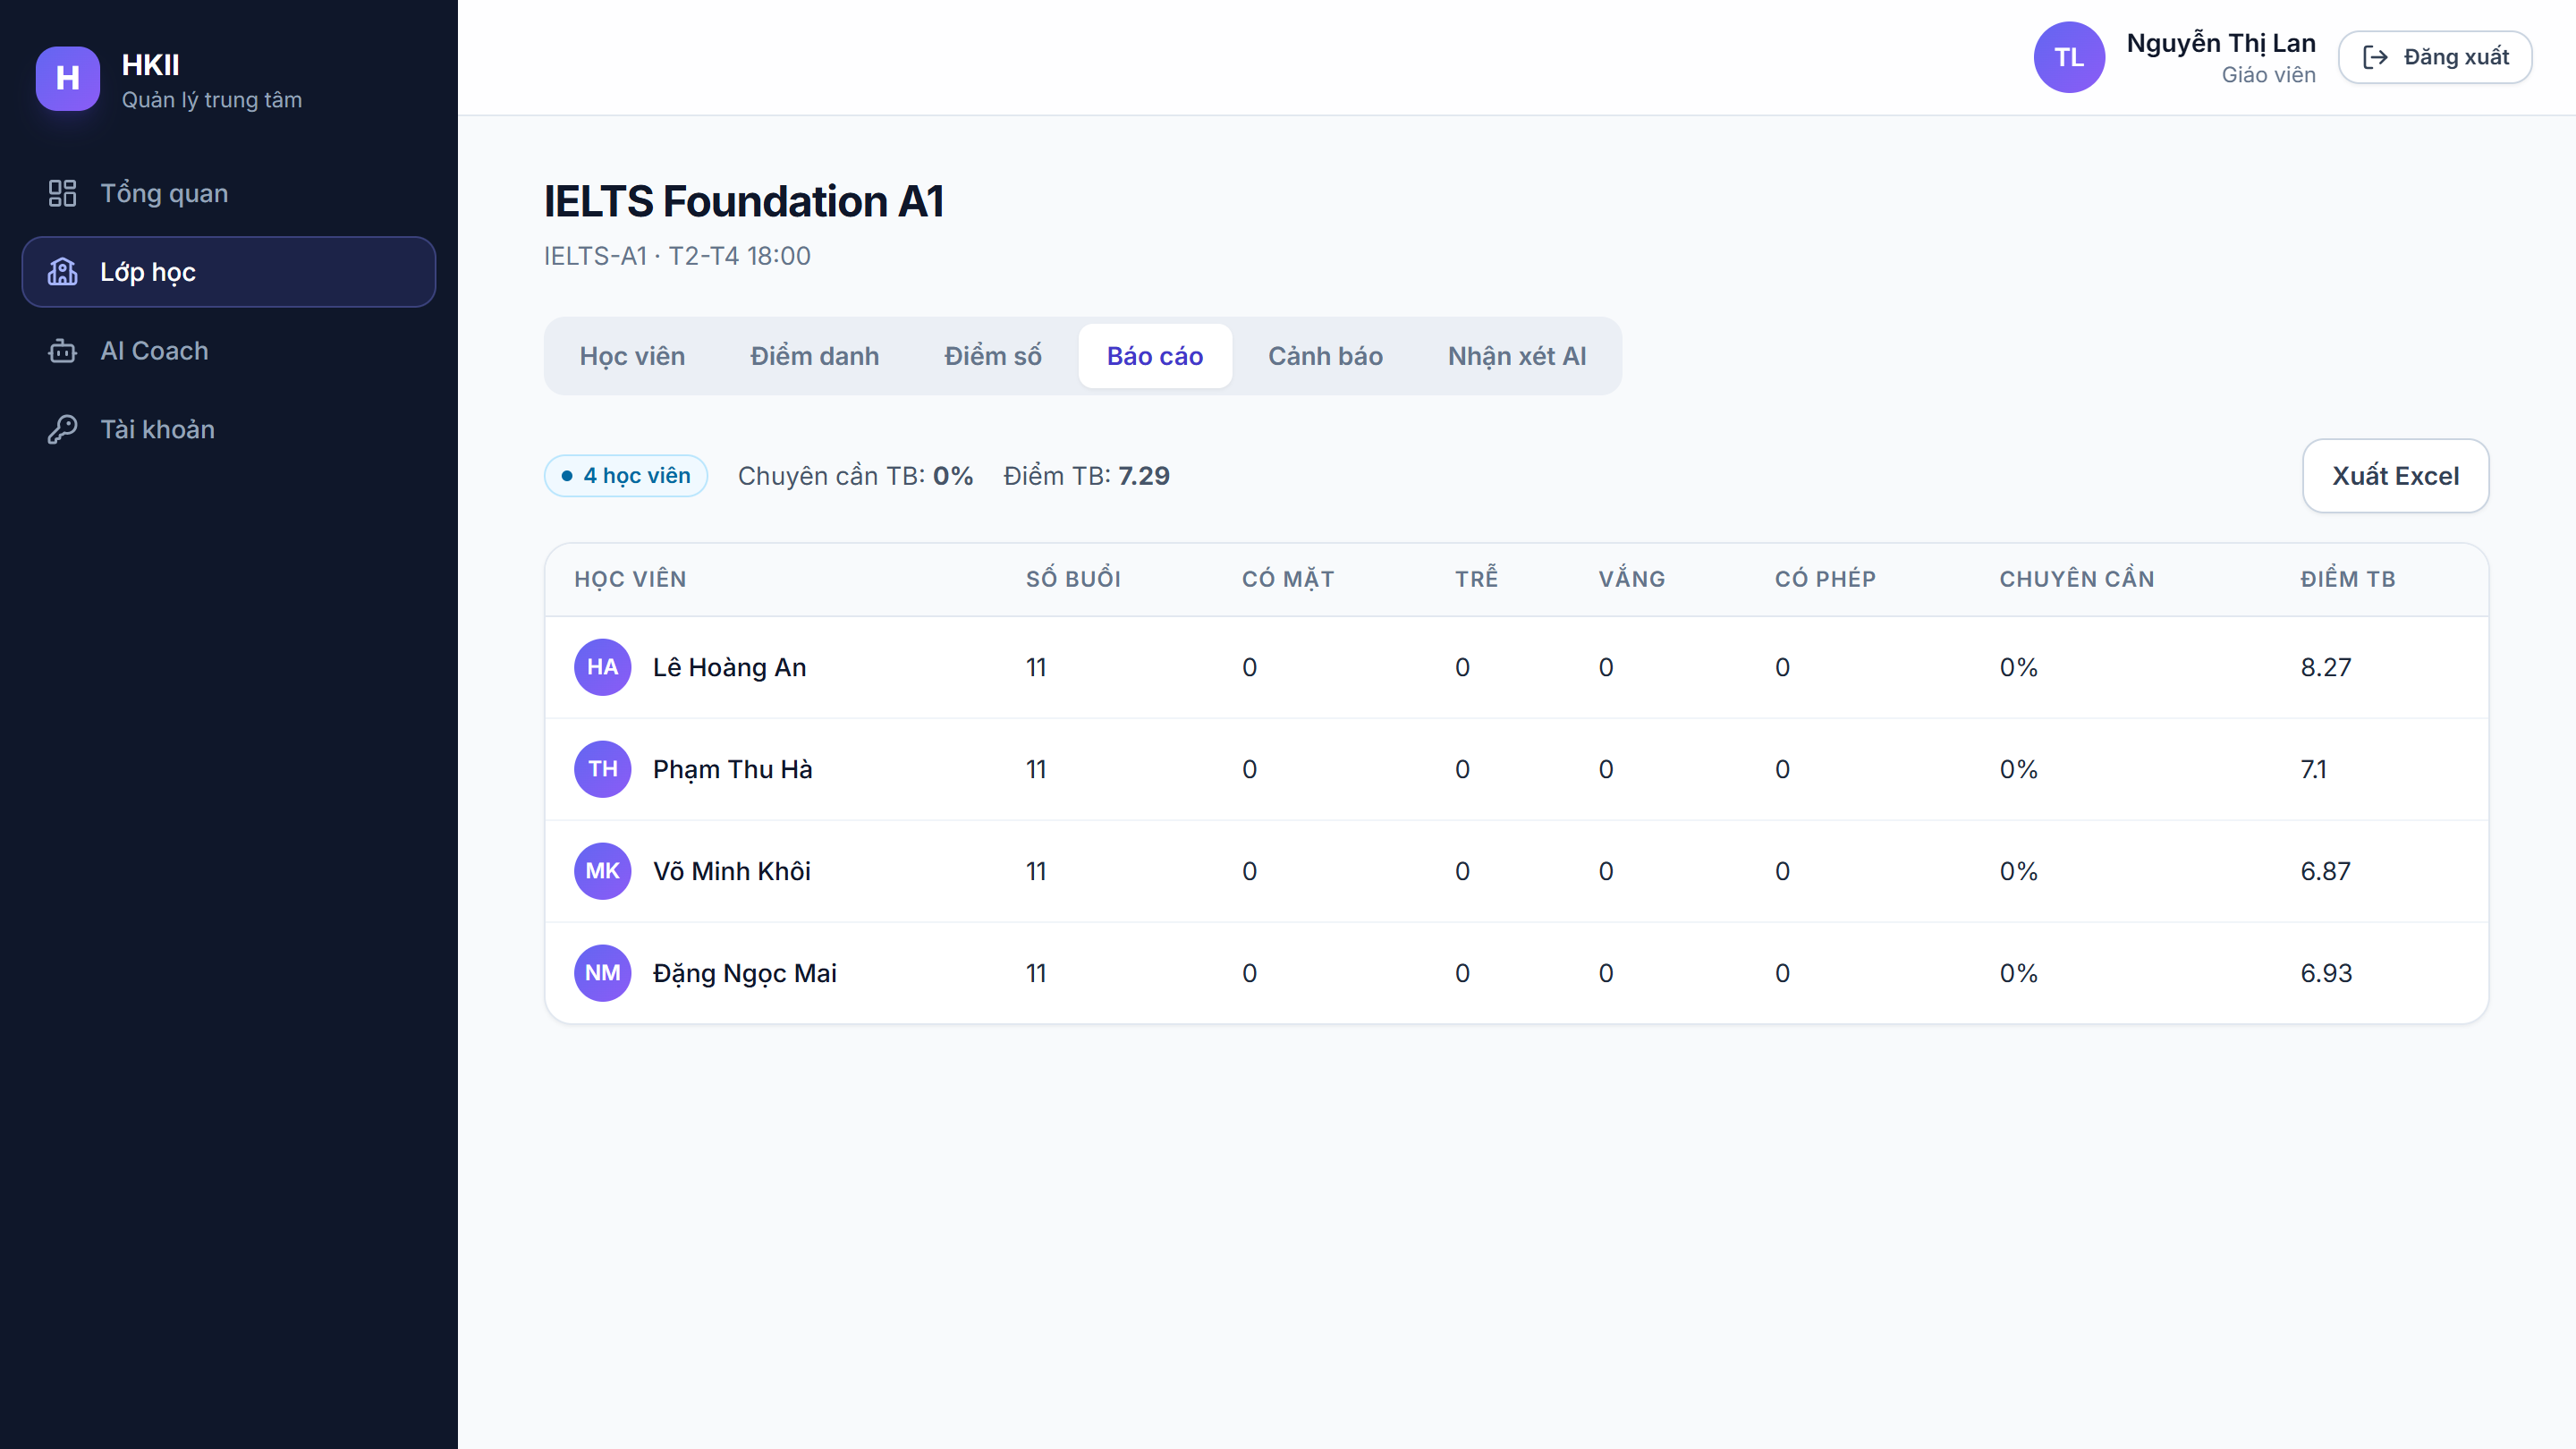 H
HKII
Quản lý trung tâm
Tổng quan
Lớp học
AI Coach
Tài khoản
TL
Nguyễn Thị Lan
Giáo viên
Đăng xuất
IELTS Foundation A1
IELTS-A1 · T2-T4 18:00
Học viên Điểm danh Điểm số Báo cáo Cảnh báo Nhận xét AI
4 học viên Chuyên cần TB: 0% Điểm TB: 7.29 Xuất Excel
HỌC VIÊN SỐ BUỔI CÓ MẶT TRỄ VẮNG CÓ PHÉP CHUYÊN CẦN ĐIỂM TB
HA Lê Hoàng An 11 0 0 0 0 0% 8.27
TH Phạm Thu Hà 11 0 0 0 0 0% 7.1
MK Võ Minh Khôi 11 0 0 0 0 0% 6.87
NM Đặng Ngọc Mai 11 0 0 0 0 0% 6.93